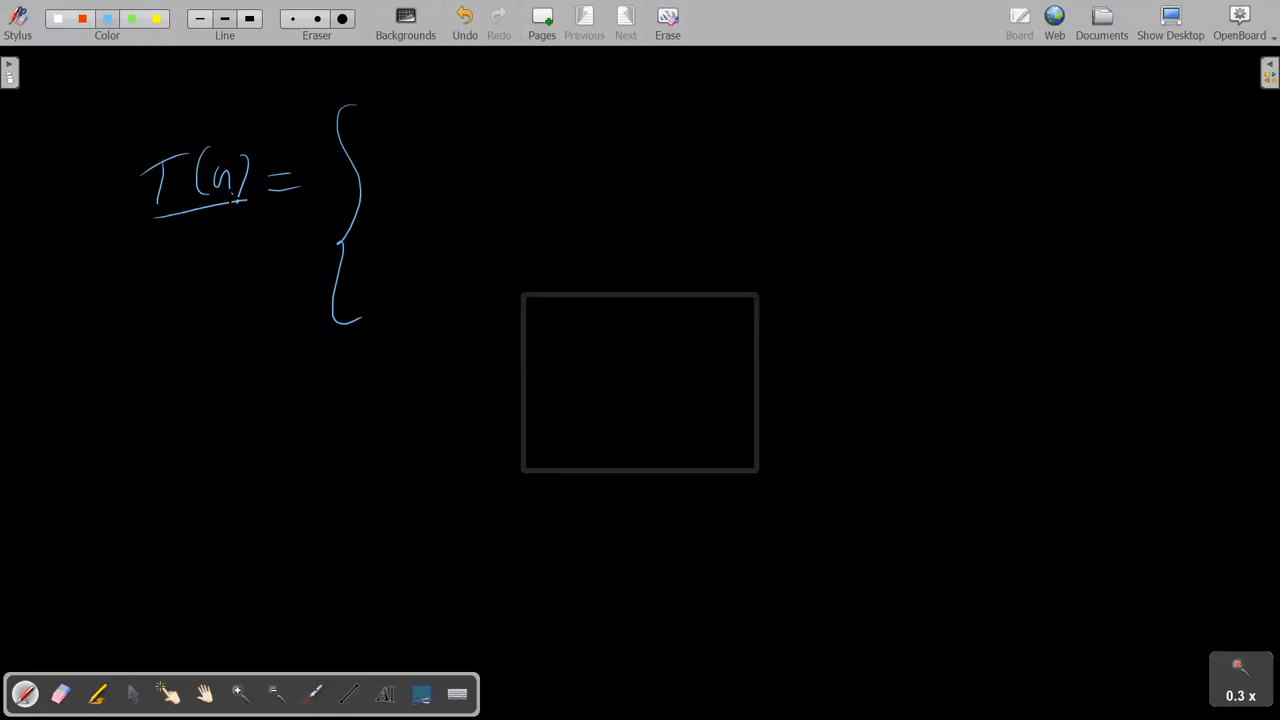 Stylus Color Line Eraser Backgrounds Undo Redo Pages Previous Next Erase Board Web Documents Show Desktop OpenBoard
T(n) = {
AI
0.3 x